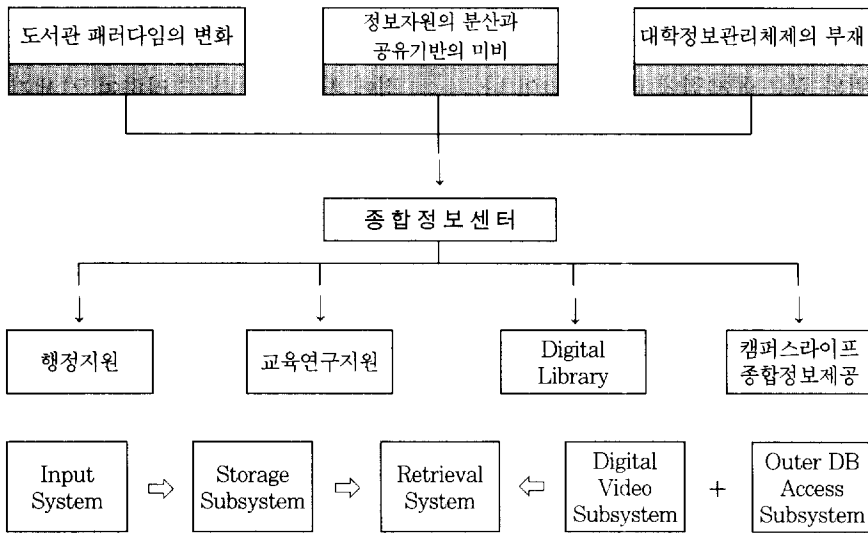 도서관 패러다임의 변화
정보자원의 분산과
공유기반의 미비
대학정보관리체제의 부재
종합정보센터
행정지원
교육연구지원
Digital
Library
캠퍼스라이프
종합정보제공
Input
System
Storage
Subsystem
Retrieval
System
Digital
Video
Subsystem
+
Outer DB
Access
Subsystem